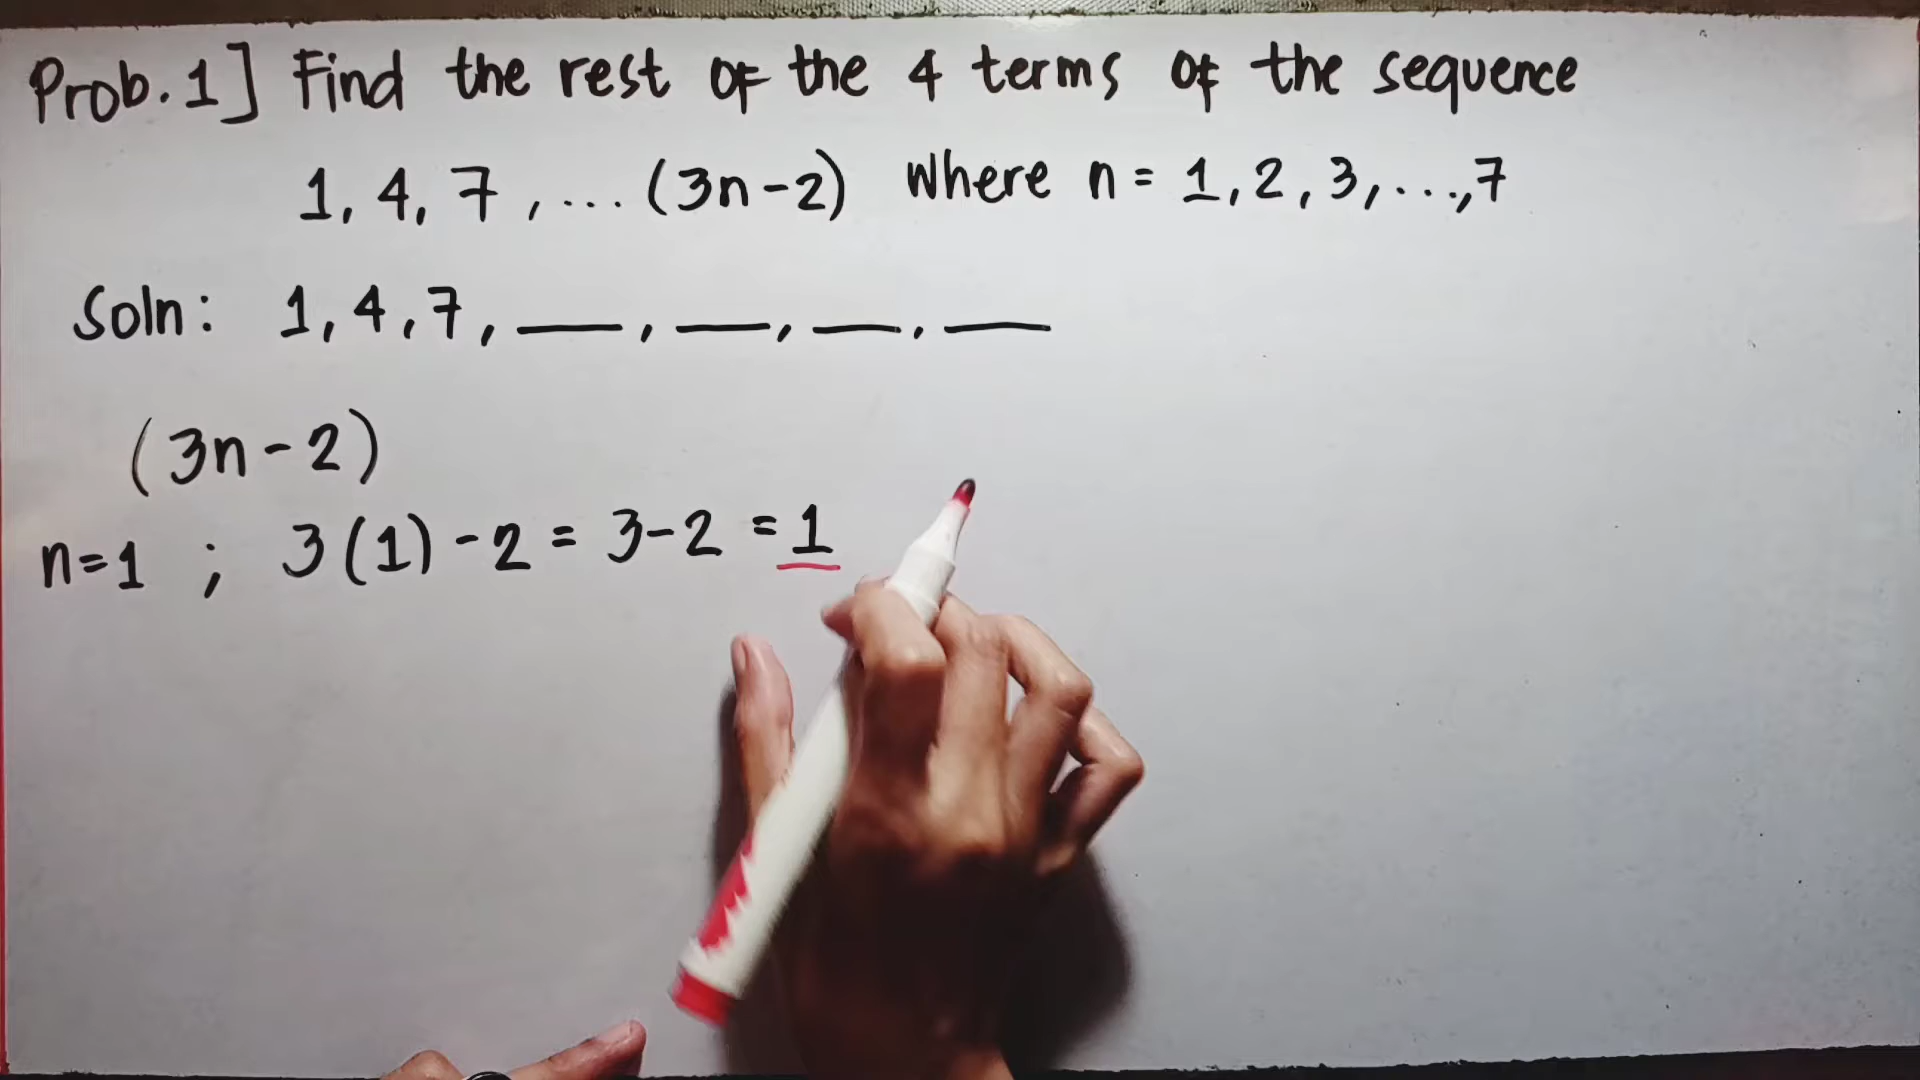 Prob. 1] Find the rest of the 4 terms of the sequence
1, 4, 7, ... (3n-2) where n = 1, 2, 3, ..., 7
Soln: 1, 4, 7, ___, ___, ___, ___
(3n-2)
n=1 ; 3(1)-2 = 3-2 = 1